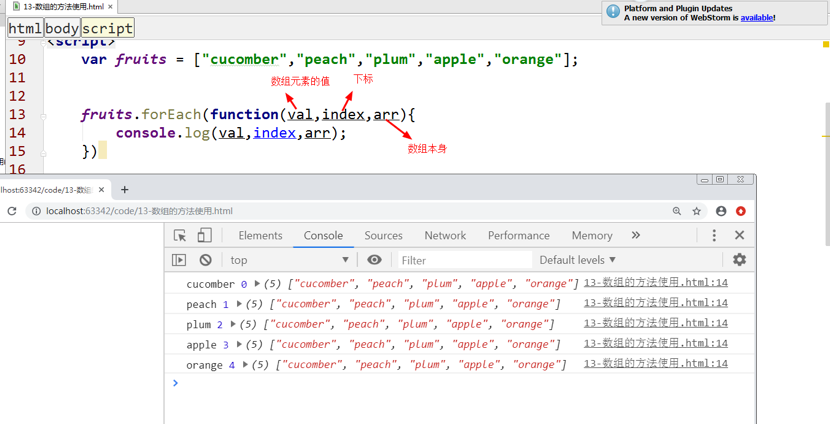 13-数组的方法使用.html ×
Platform and Plugin Updates
A new version of WebStorm is available!
html body script
9 <script>
10 var fruits = ["cucomber","peach","plum","apple","orange"];
11
数组元素的值 下标
12
13 fruits.forEach(function(val,index,arr){
14 console.log(val,index,arr);
数组本身
15 })
16
lhost:63342/code/13-数组的方法使用 × +
localhost:63342/code/13-数组的方法使用.html
Elements Console Sources Network Performance Memory »
top Filter Default levels
cucomber 0 (5) ["cucomber", "peach", "plum", "apple", "orange"] 13-数组的方法使用.html:14
peach 1 (5) ["cucomber", "peach", "plum", "apple", "orange"] 13-数组的方法使用.html:14
plum 2 (5) ["cucomber", "peach", "plum", "apple", "orange"] 13-数组的方法使用.html:14
apple 3 (5) ["cucomber", "peach", "plum", "apple", "orange"] 13-数组的方法使用.html:14
orange 4 (5) ["cucomber", "peach", "plum", "apple", "orange"] 13-数组的方法使用.html:14
>